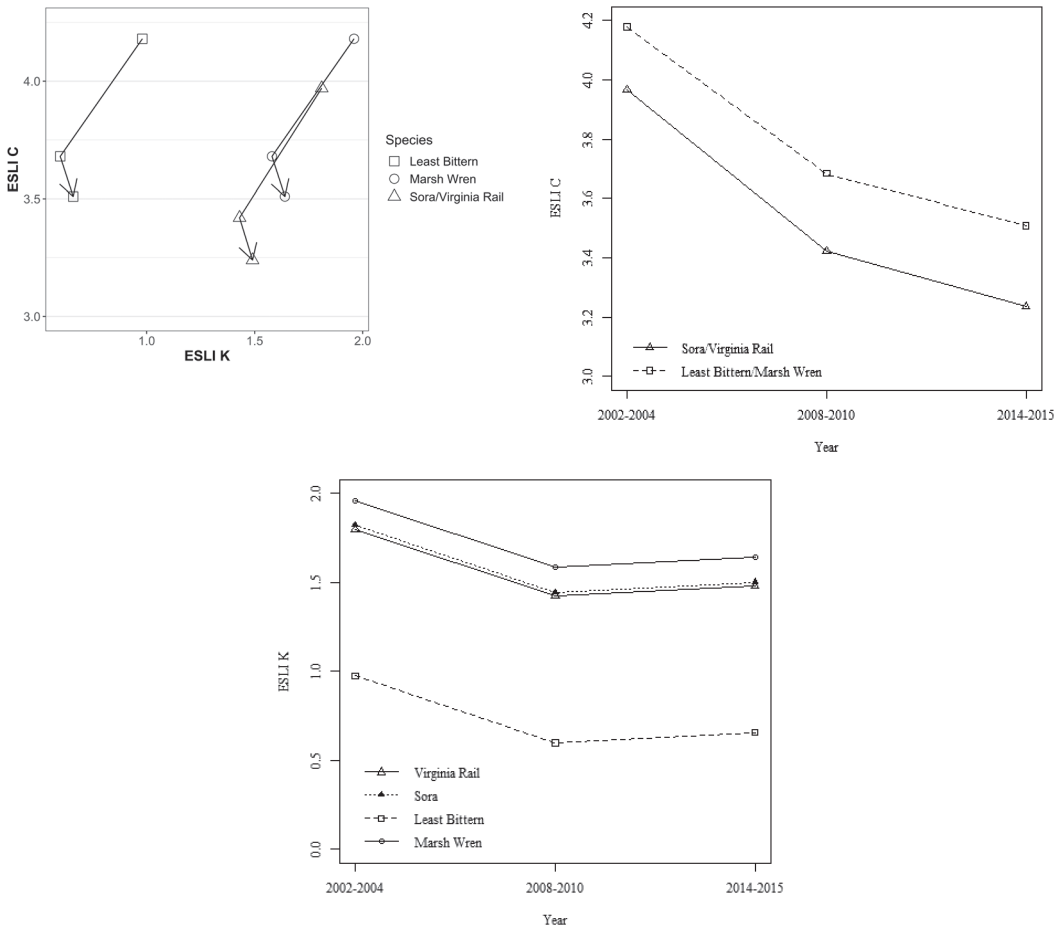 4.0
3.5
3.0
ESLI C
1.0
1.5
2.0
ESLI K
Species
Least Bittern
Marsh Wren
Sora/Virginia Rail
4.2
4.0
3.8
3.6
3.4
3.2
3.0
ESLI C
Sora/Virginia Rail
Least Bittern/Marsh Wren
2002-2004
2008-2010
2014-2015
Year
2.0
1.5
1.0
0.5
0.0
ESLI K
Virginia Rail
Sora
Least Bittern
Marsh Wren
2002-2004
2008-2010
2014-2015
Year